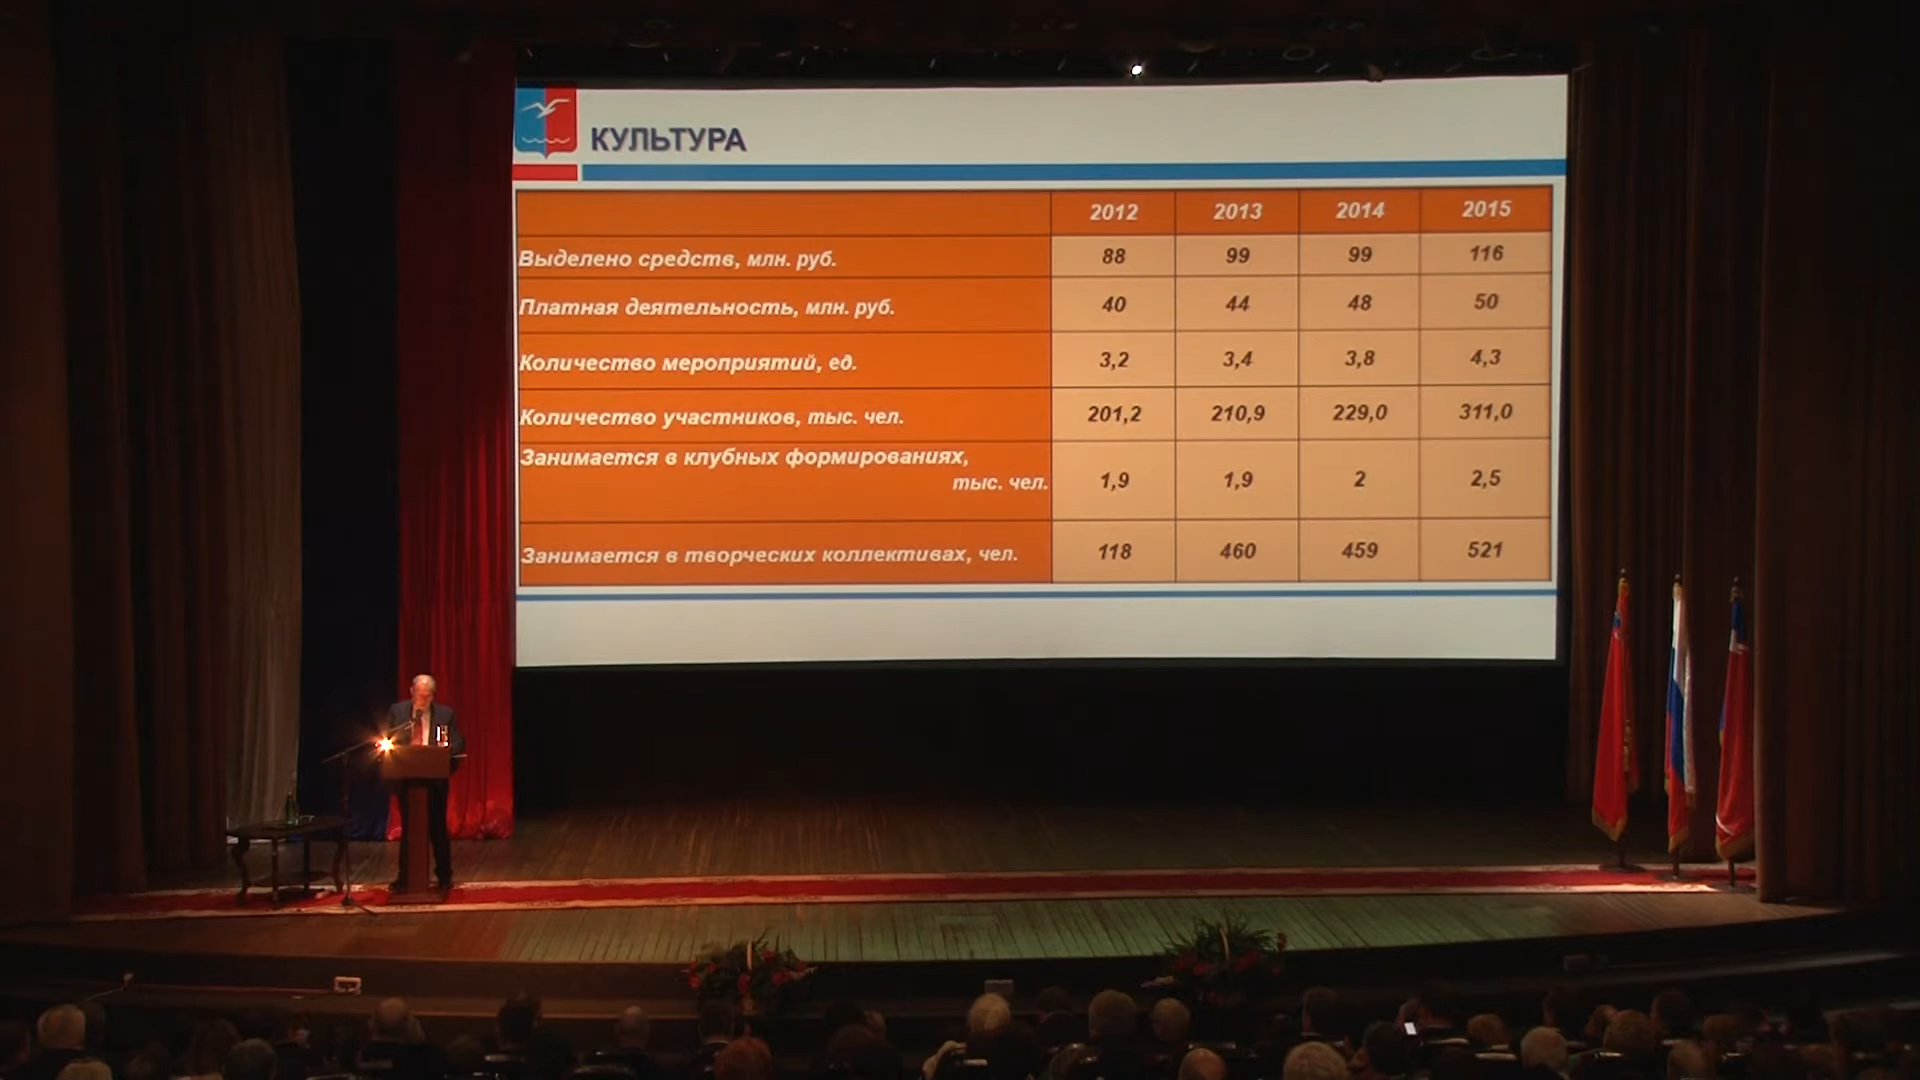 КУЛЬТУРА
2012 2013 2014 2015
Выделено средств, млн. руб. 88 99 99 116
Платная деятельность, млн. руб. 40 44 48 50
Количество мероприятий, ед. 3,2 3,4 3,8 4,3
Количество участников, тыс. чел. 201,2 210,9 229,0 311,0
Занимается в клубных формированиях,
тыс. чел. 1,9 1,9 2 2,5
Занимается в творческих коллективах, чел. 118 460 459 521